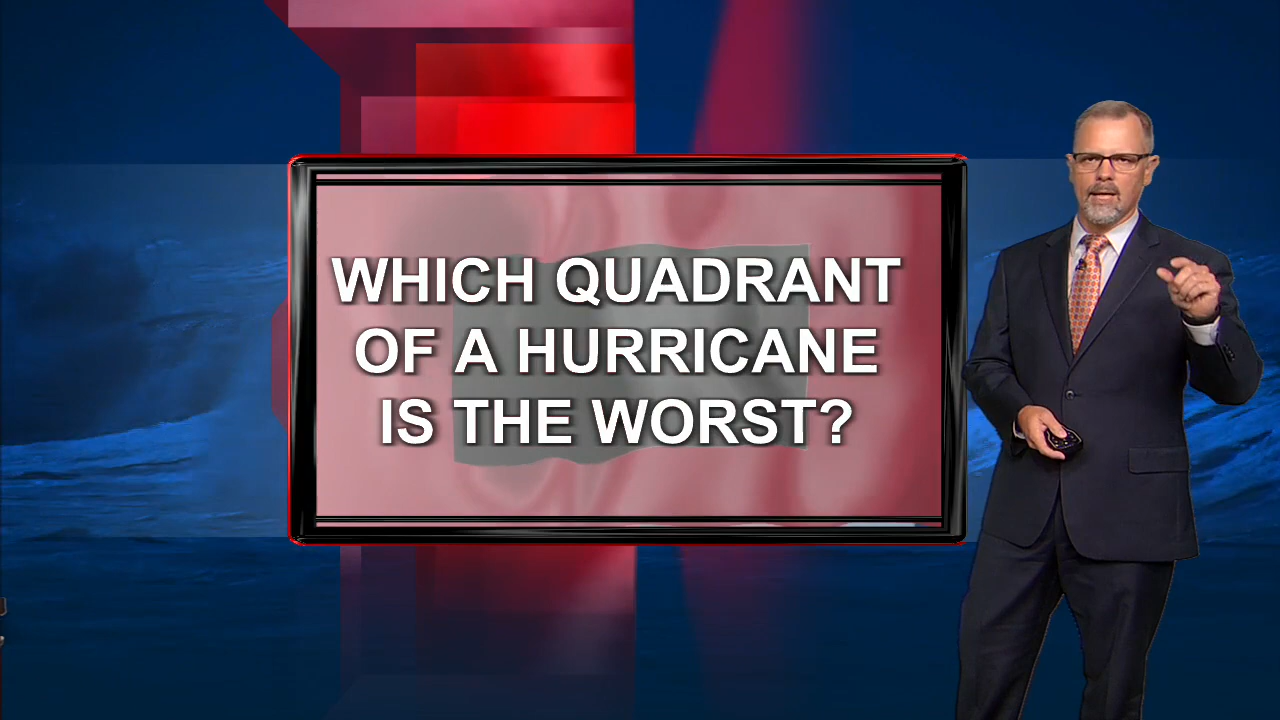 WHICH QUADRANT
OF A HURRICANE
IS THE WORST?